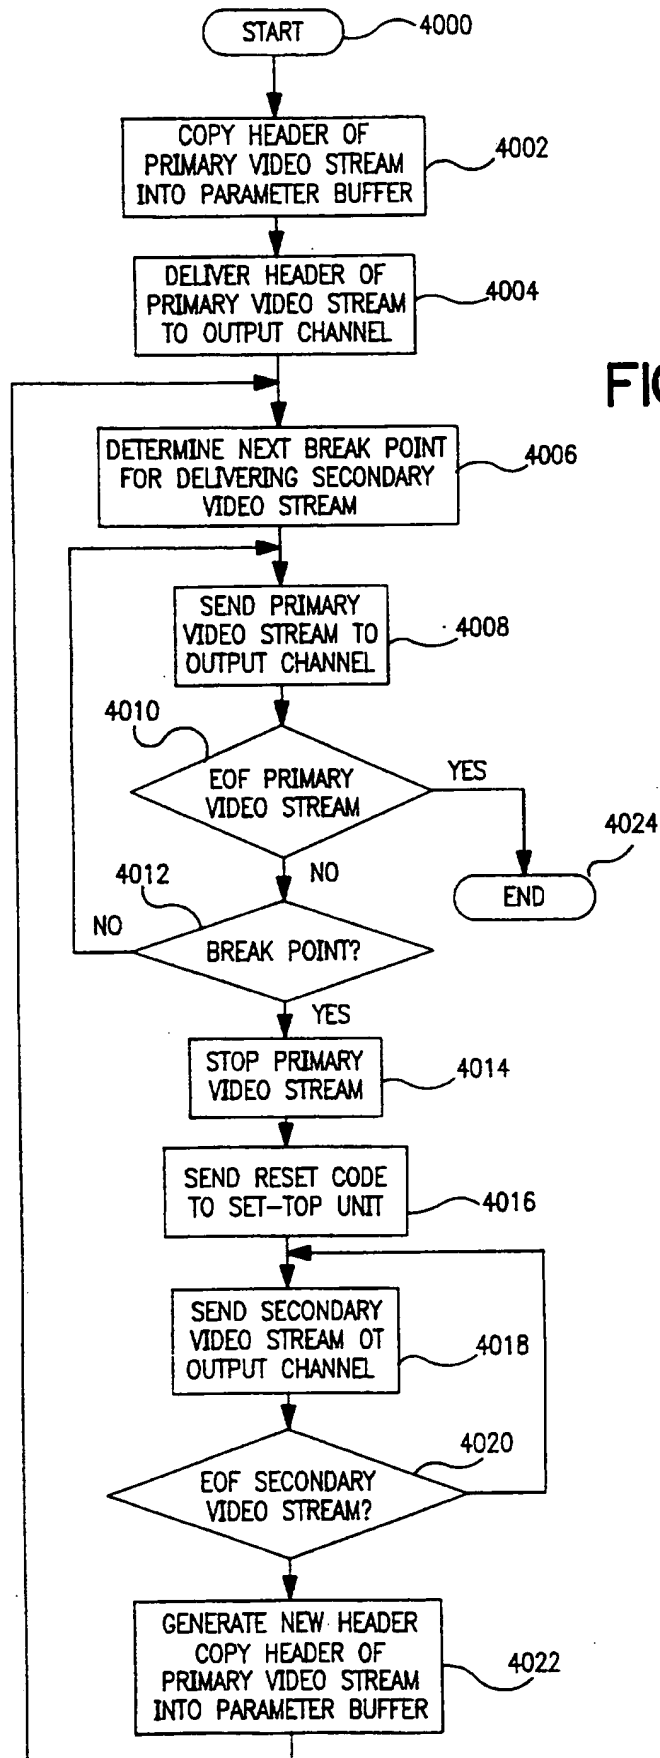 START
4000
COPY HEADER OF
PRIMARY VIDEO STREAM
INTO PARAMETER BUFFER
4002
DELIVER HEADER OF
PRIMARY VIDEO STREAM
TO OUTPUT CHANNEL
4004
FIG
DETERMINE NEXT BREAK POINT
FOR DELIVERING SECONDARY
VIDEO STREAM
4006
SEND PRIMARY
VIDEO STREAM TO
OUTPUT CHANNEL
4008
4010
EOF PRIMARY
VIDEO STREAM
YES
4024
END
NO
4012
NO
BREAK POINT?
YES
STOP PRIMARY
VIDEO STREAM
4014
SEND RESET CODE
TO SET-TOP UNIT
4016
SEND SECONDARY
VIDEO STREAM OT
OUTPUT CHANNEL
4018
4020
EOF SECONDARY
VIDEO STREAM?
GENERATE NEW HEADER
COPY HEADER OF
PRIMARY VIDEO STREAM
INTO PARAMETER BUFFER
4022